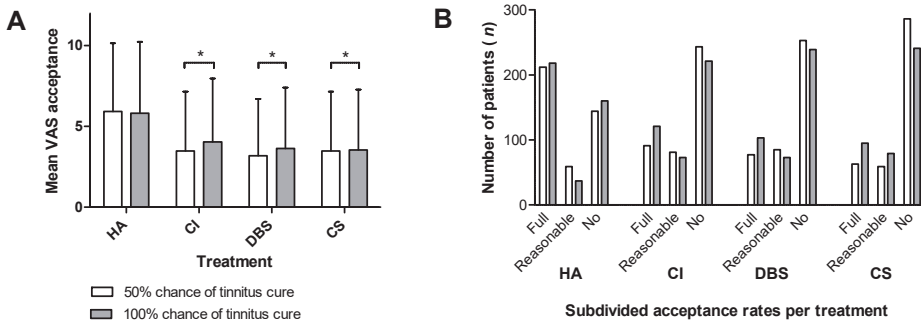 A
Mean VAS acceptance
10
5
0
*
*
*
HA
CI
DBS
CS
Treatment
50% chance of tinnitus cure
100% chance of tinnitus cure
B
Number of patients (n)
300
200
100
0
Full
Reasonable
No
Full
Reasonable
No
Full
Reasonable
No
Full
Reasonable
No
HA
CI
DBS
CS
Subdivided acceptance rates per treatment